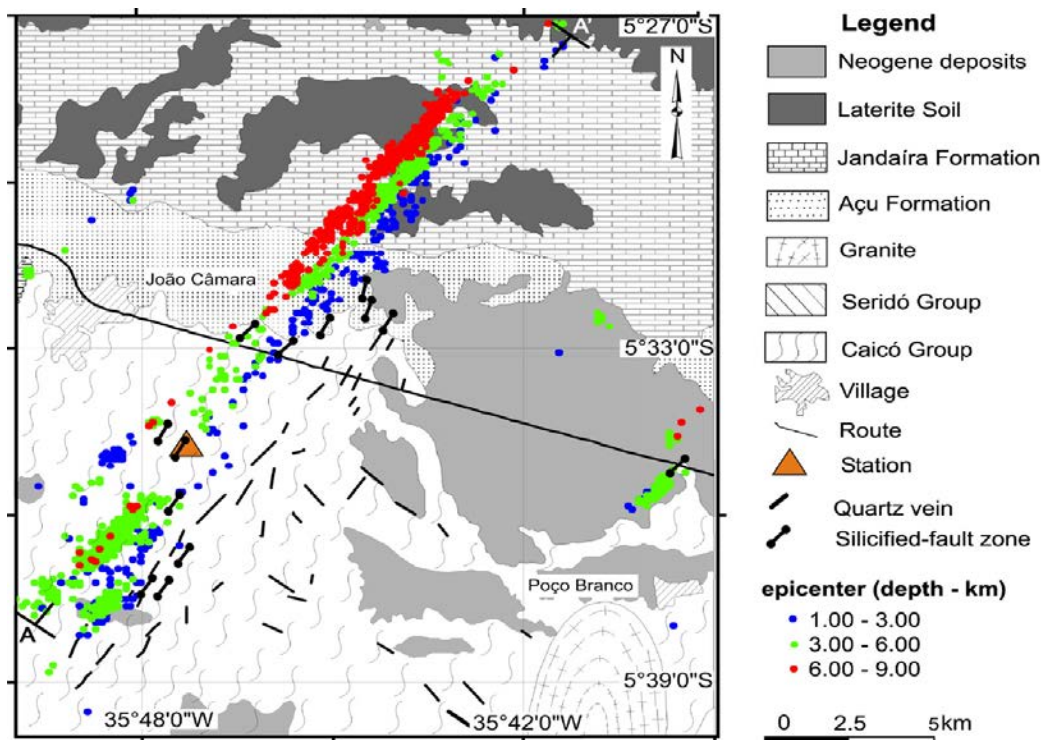 A'
5°27'0"S
N
João Câmara
5°33'0"S
Poço Branco
A
5°39'0"S
35°48'0"W
35°42'0"W
Legend
Neogene deposits
Laterite Soil
Jandaíra Formation
Açu Formation
Granite
Seridó Group
Caicó Group
Village
Route
Station
Quartz vein
Silicified-fault zone
epicenter (depth - km)
1.00 - 3.00
3.00 - 6.00
6.00 - 9.00
0 2.5 5km